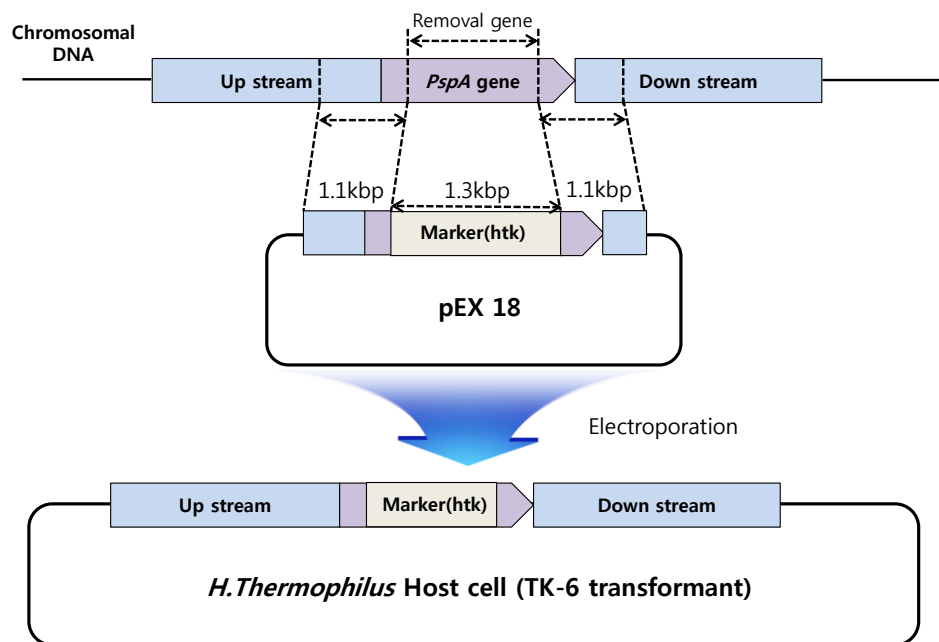 Removal gene
Chromosomal
DNA
Up stream
PspA gene
Down stream
1.1kbp
1.3kbp
1.1kbp
Marker(htk)
pEX 18
Electroporation
Up stream
Marker(htk)
Down stream
H.Thermophilus Host cell (TK-6 transformant)